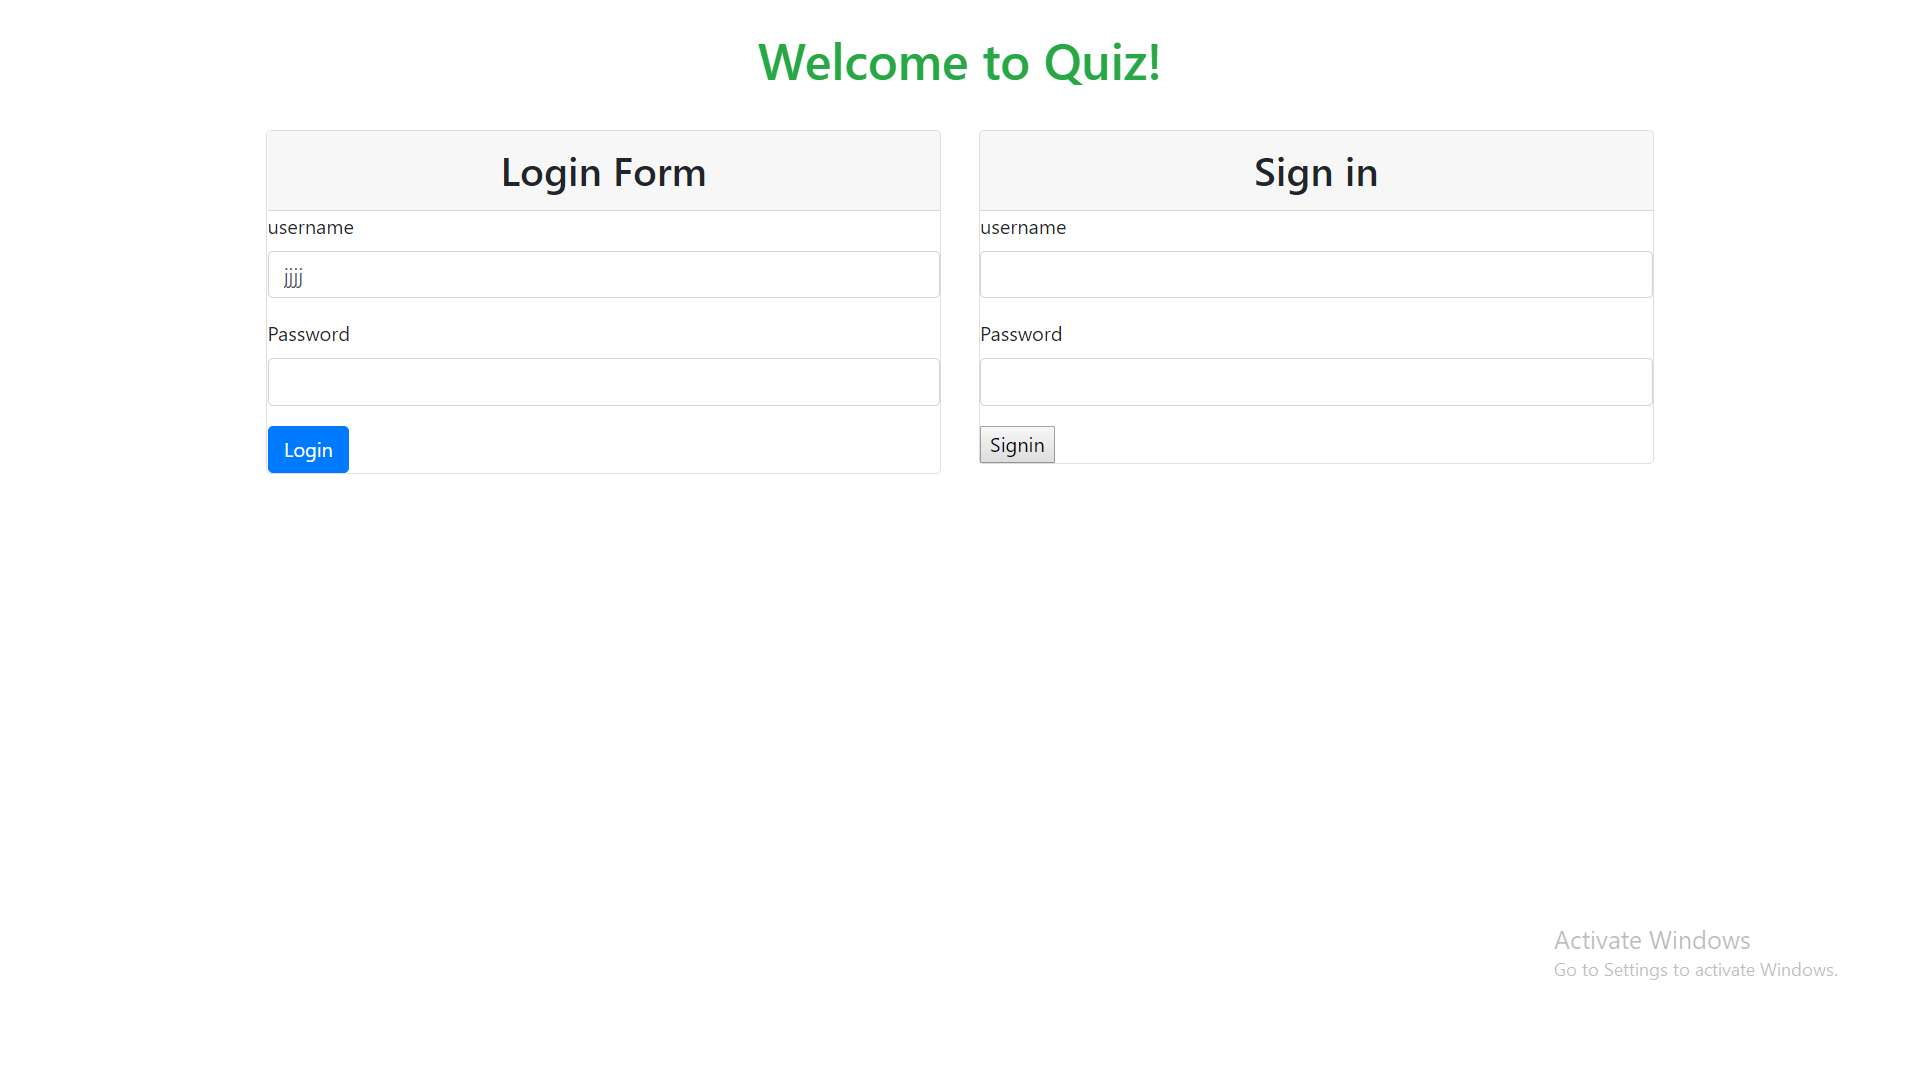 Welcome to Quiz!
Login Form
username
jjjj
Password
Login
Sign in
username
Password
Signin
Activate Windows
Go to Settings to activate Windows.